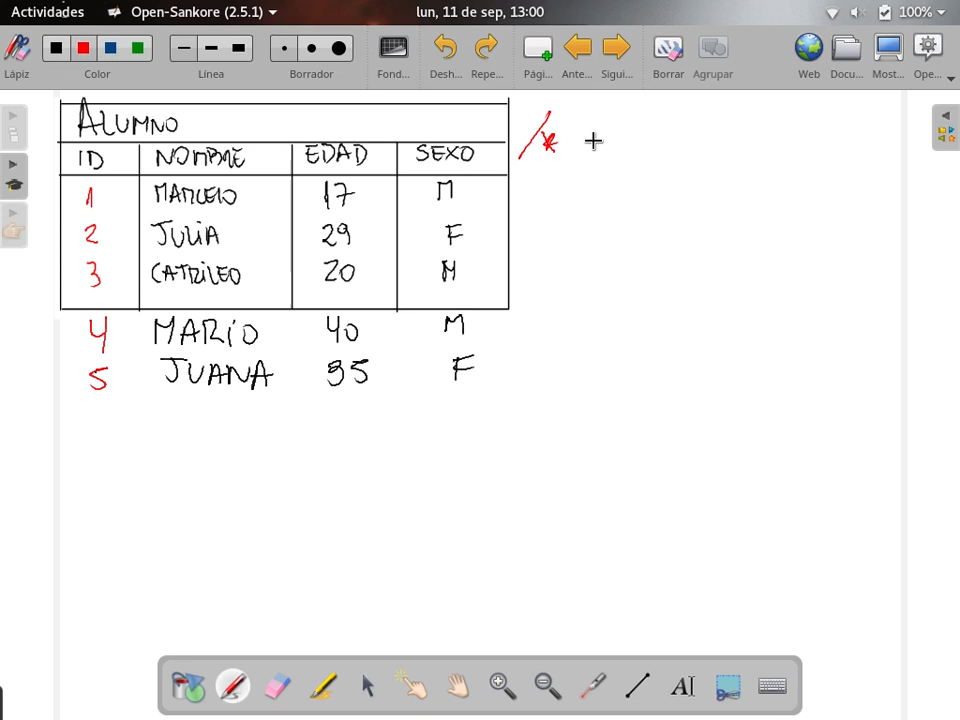 Actividades Open-Sankore (2.5.1) lun, 11 de sep, 13:00 100%
Lápiz Color Línea Borrador Fond... Desh... Repe... Pági... Ante... Sigui... Borrar Agrupar Web Docu... Most... Ope...
ALUMNO /*
ID NOMBRE EDAD SEXO
1 MARCELO 17 M
2 JULIA 29 F
3 CATRILEO 20 M
4 MARIO 40 M
5 JUANA 35 F